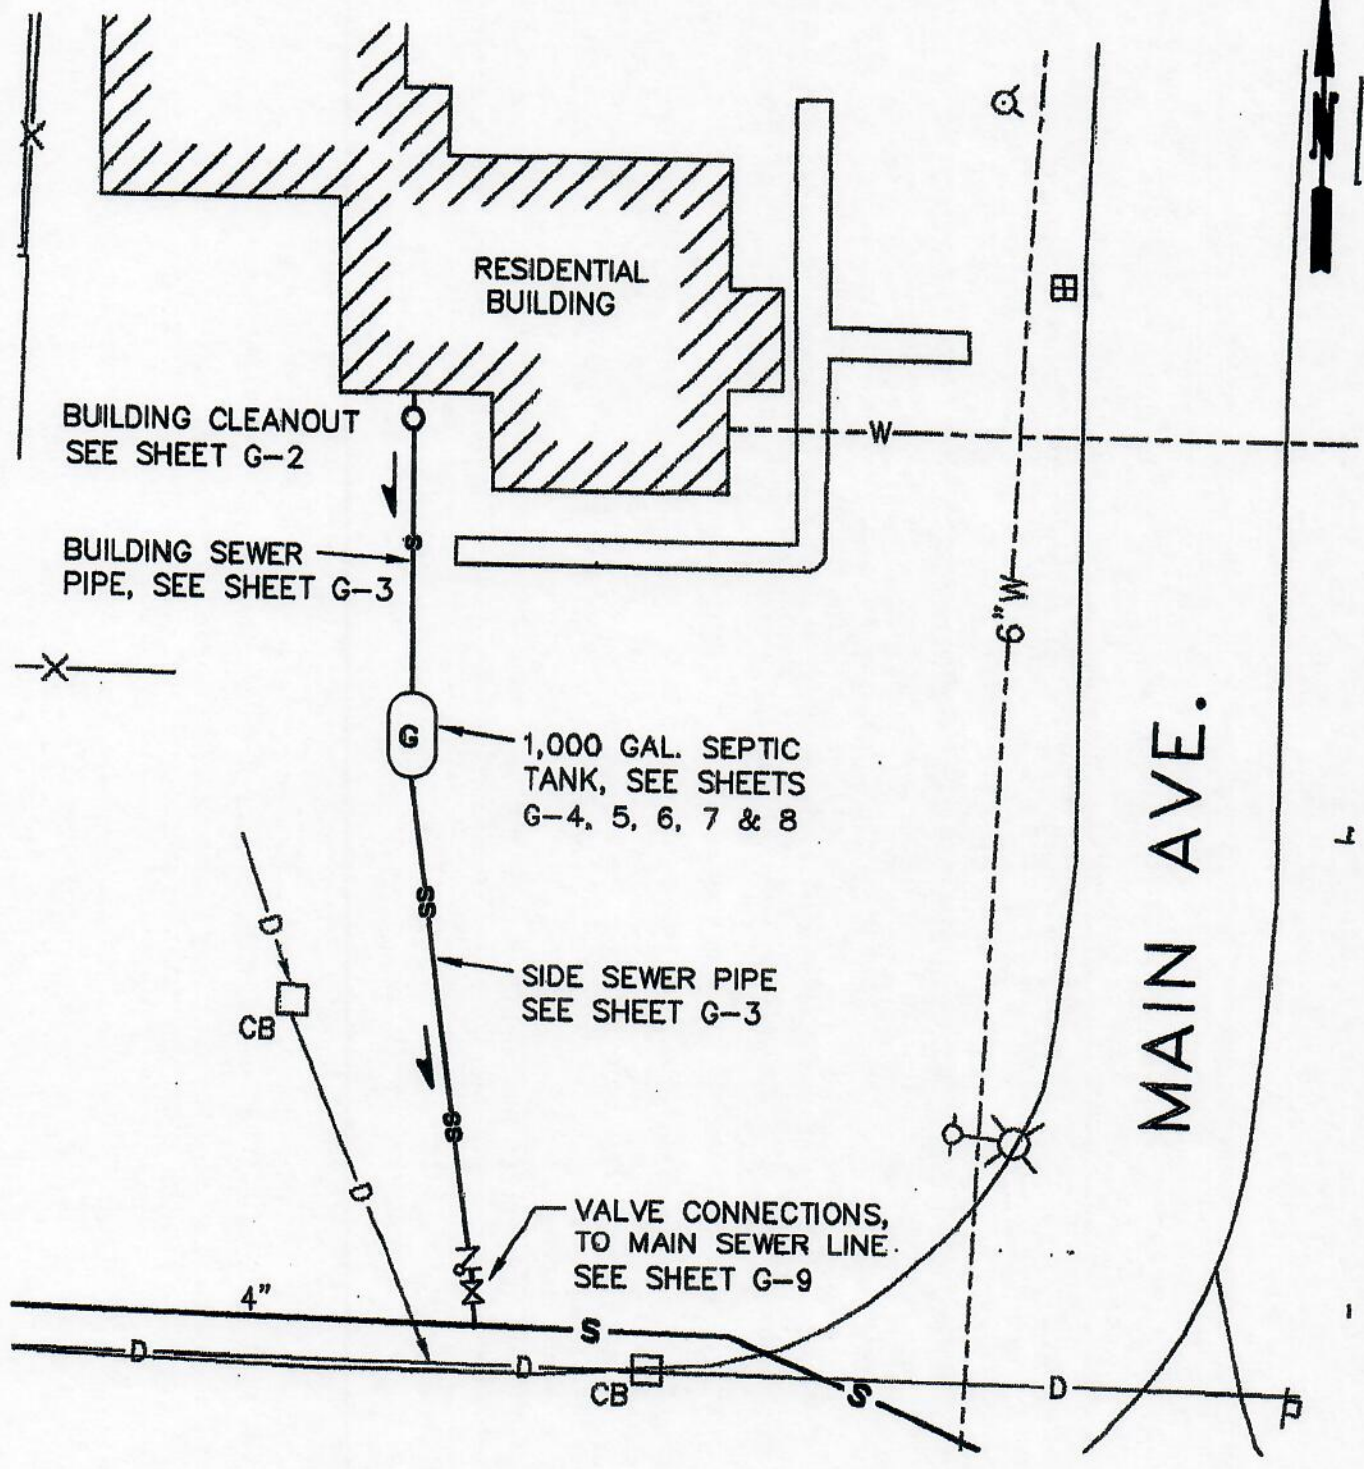 N
RESIDENTIAL
BUILDING
BUILDING CLEANOUT
SEE SHEET G-2
W
S
BUILDING SEWER
PIPE, SEE SHEET G-3
6"W
G
1,000 GAL. SEPTIC
TANK, SEE SHEETS
G-4, 5, 6, 7 & 8
MAIN AVE.
SS
D
SIDE SEWER PIPE
SEE SHEET G-3
CB
SS
D
VALVE CONNECTIONS,
TO MAIN SEWER LINE
SEE SHEET G-9
4"
S
D
D
CB
D
S